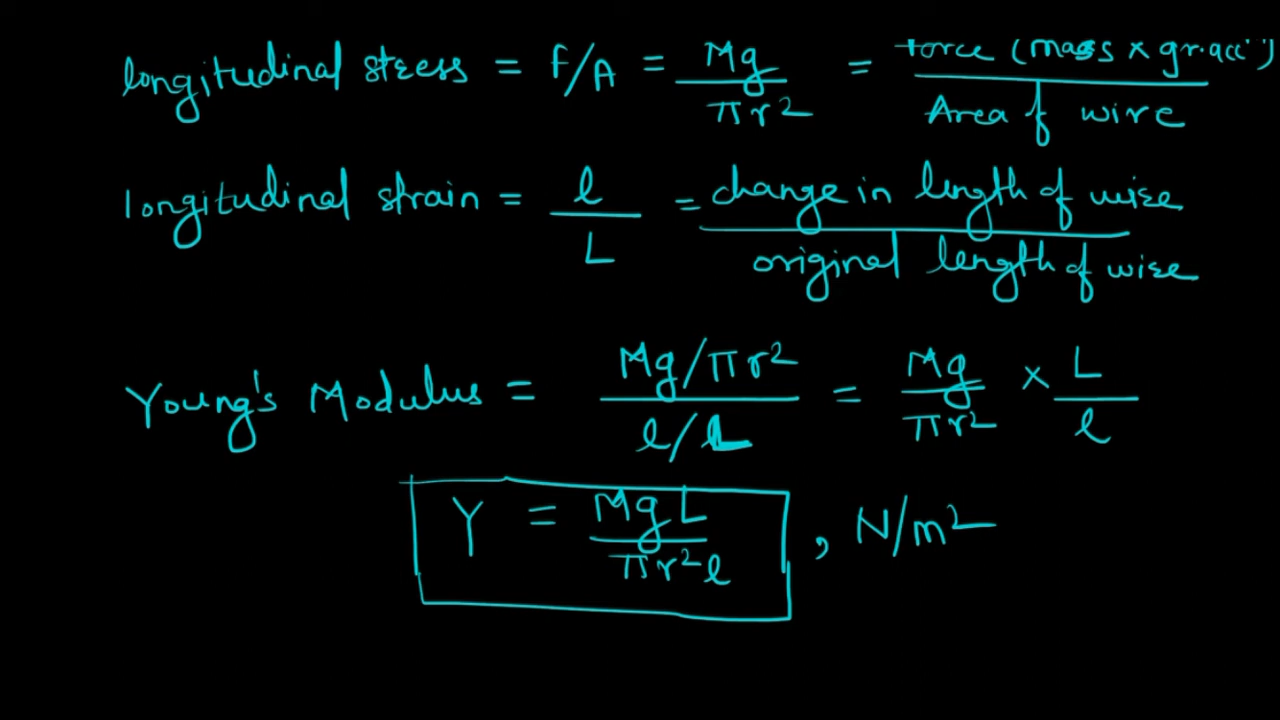 longitudinal stress = F/A = Mg/πr² = force (mass × gr.accⁿ)/Area of wire
longitudinal strain = l/L = change in length of wire/original length of wire
Young's Modulus = (Mg/πr²)/(l/L) = Mg/πr² × L/l
Y = MgL/πr²l , N/m²